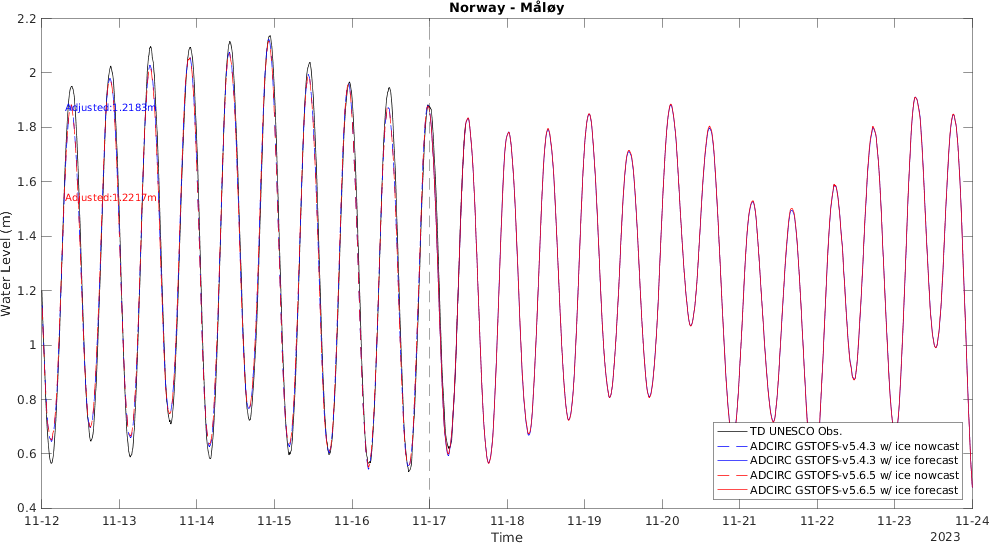 Norway - Måløy
2.2
2
1.8
1.6
1.4
1.2
1
0.8
0.6
0.4
Water Level (m)
Adjusted:1.2183m
Adjusted:1.2217m
TD UNESCO Obs.
ADCIRC GSTOFS-v5.4.3 w/ ice nowcast
ADCIRC GSTOFS-v5.4.3 w/ ice forecast
ADCIRC GSTOFS-v5.6.5 w/ ice nowcast
ADCIRC GSTOFS-v5.6.5 w/ ice forecast
11-12 11-13 11-14 11-15 11-16 11-17 11-18 11-19 11-20 11-21 11-22 11-23 11-24
Time
2023